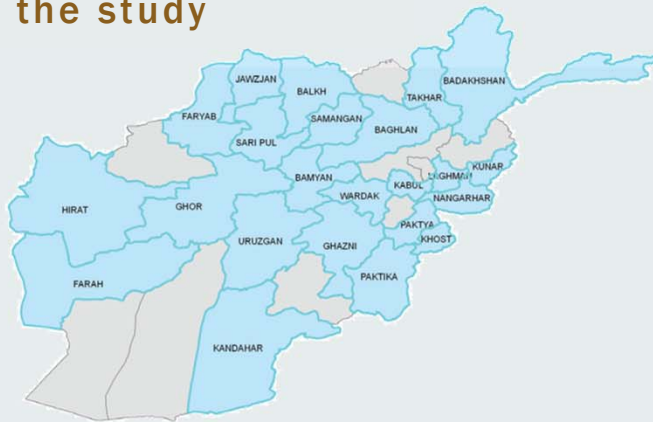 the study
JAWZJAN
BALKH
BADAKHSHAN
TAKHAR
FARYAB
SAMANGAN
BAGHLAN
SARI PUL
KUNAR
BAMYAN
KABUL
WARDAK
NANGARHAR
HIRAT
GHOR
PAKTYA
URUZGAN
GHAZNI
KHOST
PAKTIKA
FARAH
KANDAHAR